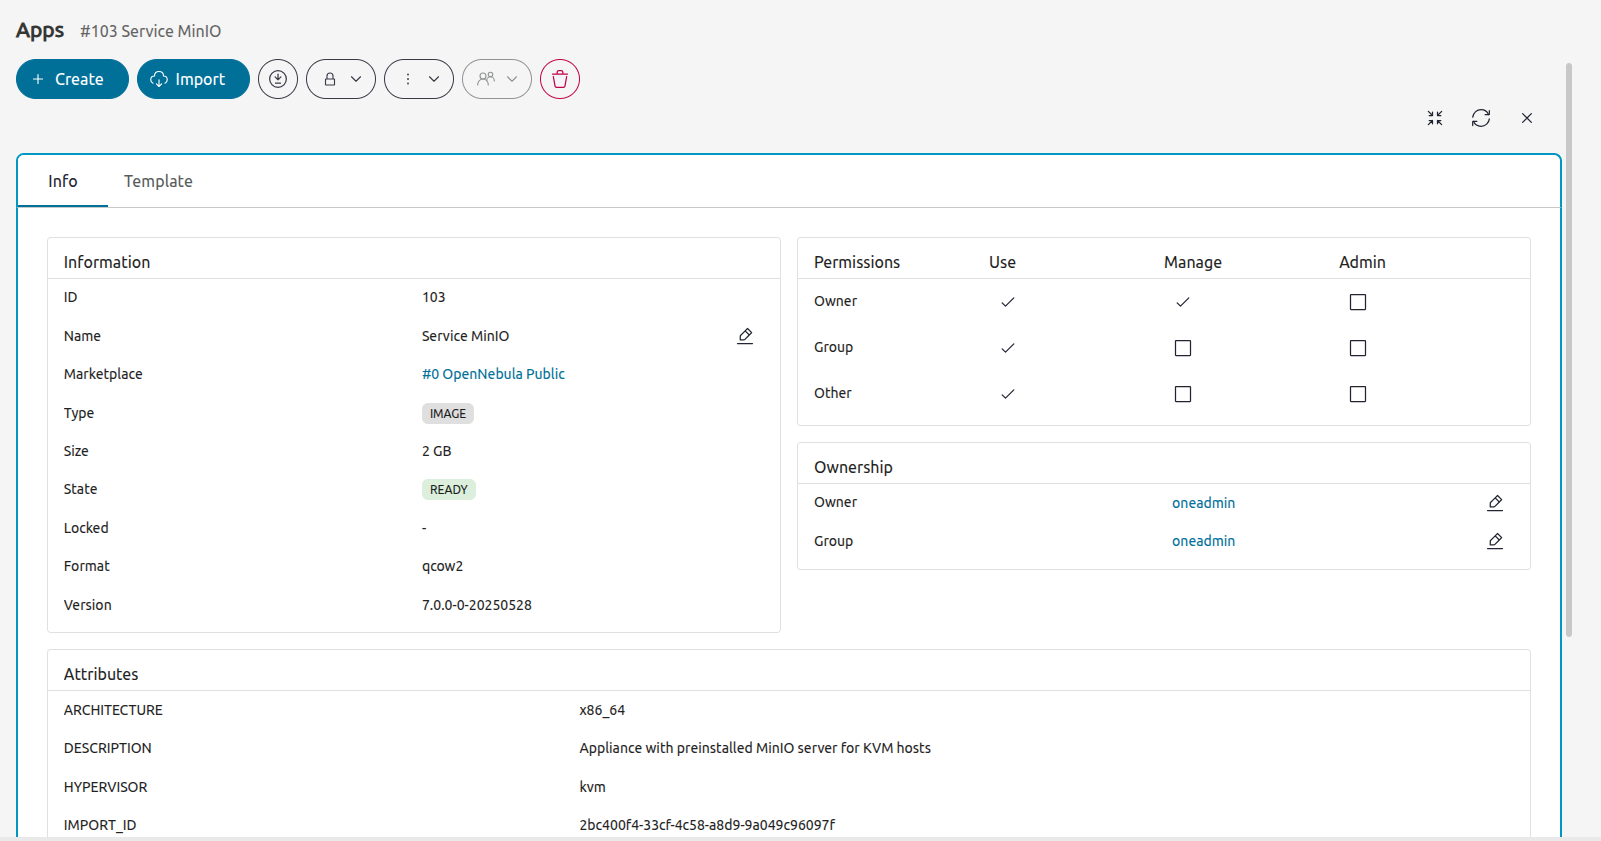 Apps #103 Service MinIO
+ Create Import
Info Template
Information
ID 103
Name Service MinIO
Marketplace #0 OpenNebula Public
Type IMAGE
Size 2 GB
State READY
Locked -
Format qcow2
Version 7.0.0-0-20250528
Permissions Use Manage Admin
Owner
Group
Other
Ownership
Owner oneadmin
Group oneadmin
Attributes
ARCHITECTURE x86_64
DESCRIPTION Appliance with preinstalled MinIO server for KVM hosts
HYPERVISOR kvm
IMPORT_ID 2bc400f4-33cf-4c58-a8d9-9a049c96097f